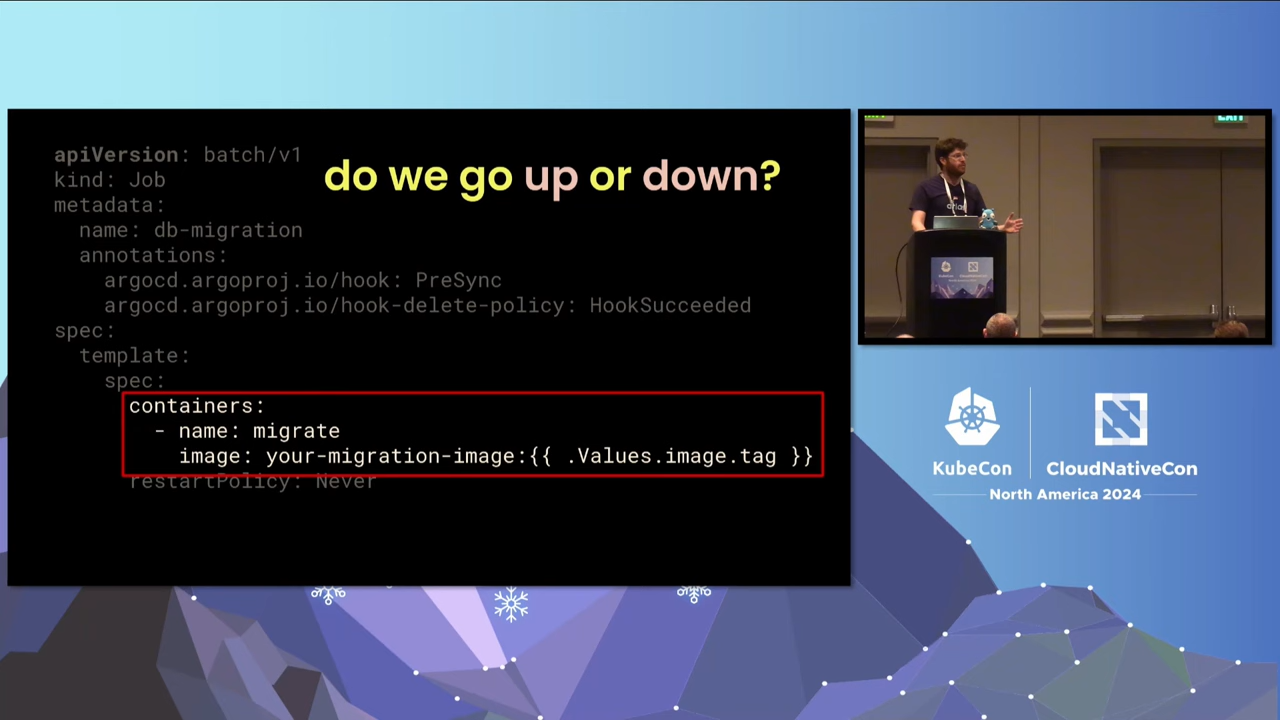 do we go up or down?
apiVersion: batch/v1
kind: Job
metadata:
name: db-migration
annotations:
argocd.argoproj.io/hook: PreSync
argocd.argoproj.io/hook-delete-policy: HookSucceeded
spec:
template:
spec:
containers:
- name: migrate
image: your-migration-image:{{ .Values.image.tag }}
restartPolicy: Never
EXIT
KubeCon
CloudNativeCon
North America 2024